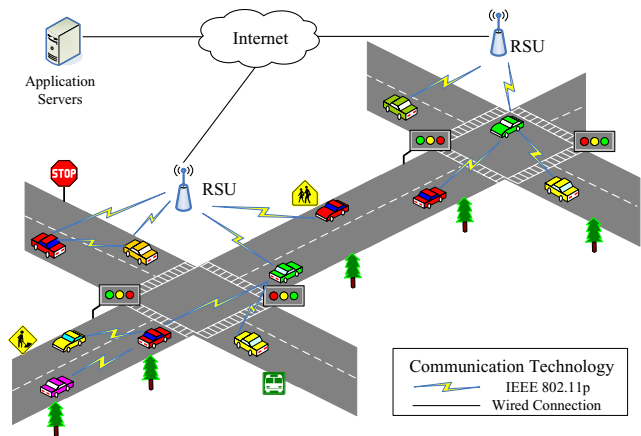 Internet
RSU
Application
Servers
STOP
RSU
Communication Technology
IEEE 802.11p
Wired Connection